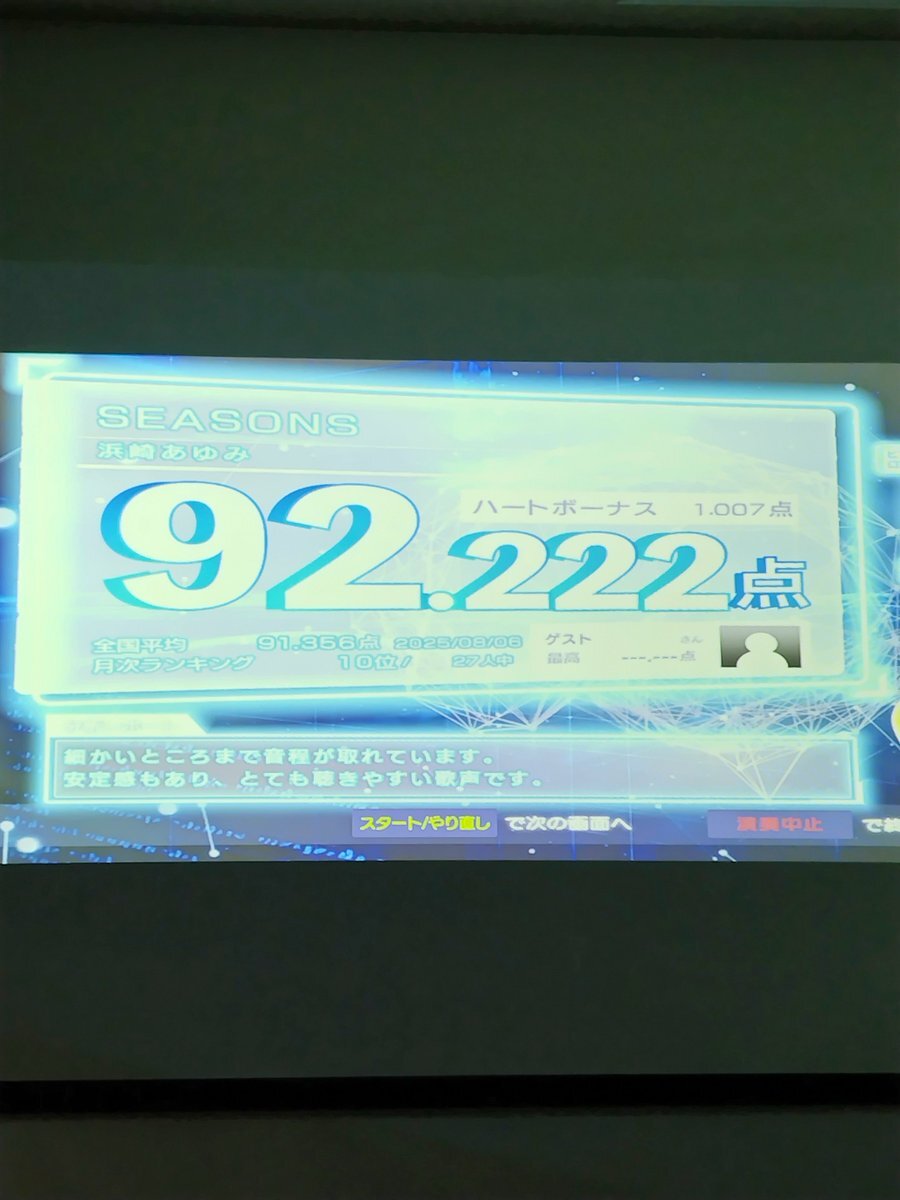 SEASONS
浜崎あゆみ
ハートボーナス 1.007点
92.222点
全国平均 91.356点 2025/08/06
月次ランキング 10位/ 27人中
ゲスト さん
最高 ---.---点
細かいところまで音程が取れています。
安定感もあり、とても聴きやすい歌声です。
スタート/やり直し で次の画面へ 演奏中止